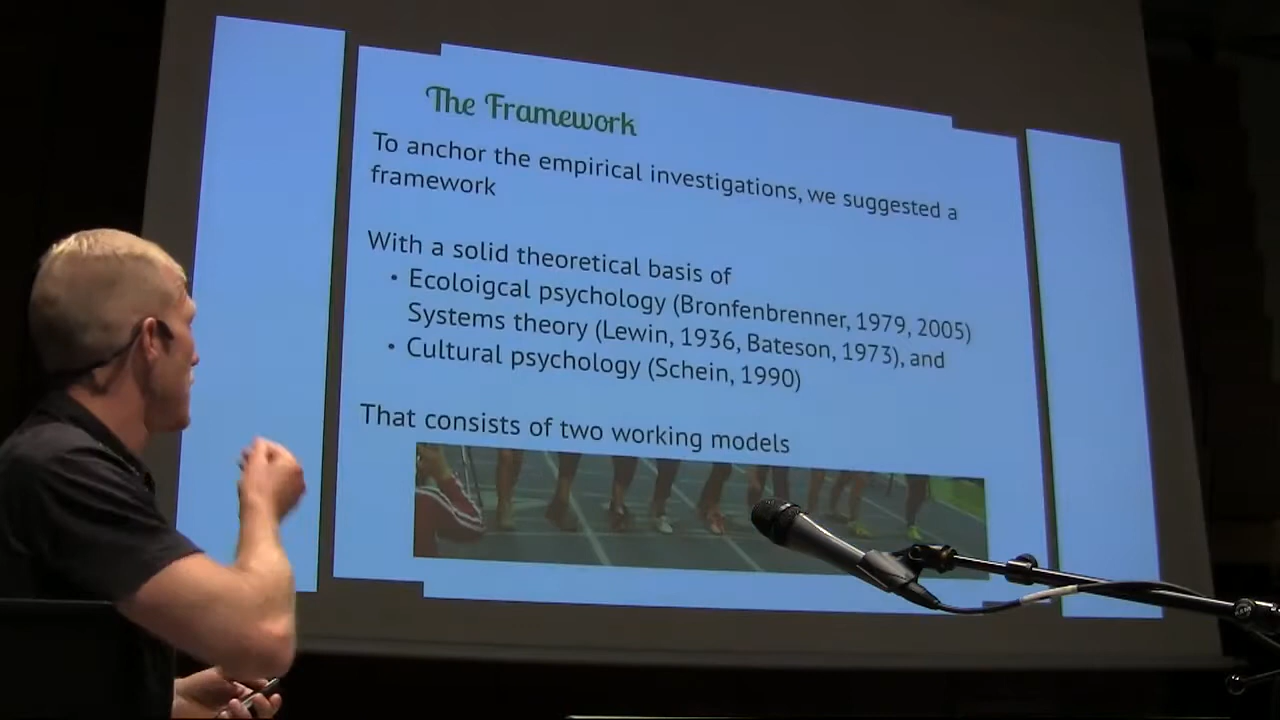 The Framework
To anchor the empirical investigations, we suggested a
framework
With a solid theoretical basis of
• Ecoloigcal psychology (Bronfenbrenner, 1979, 2005)
Systems theory (Lewin, 1936, Bateson, 1973), and
• Cultural psychology (Schein, 1990)
That consists of two working models